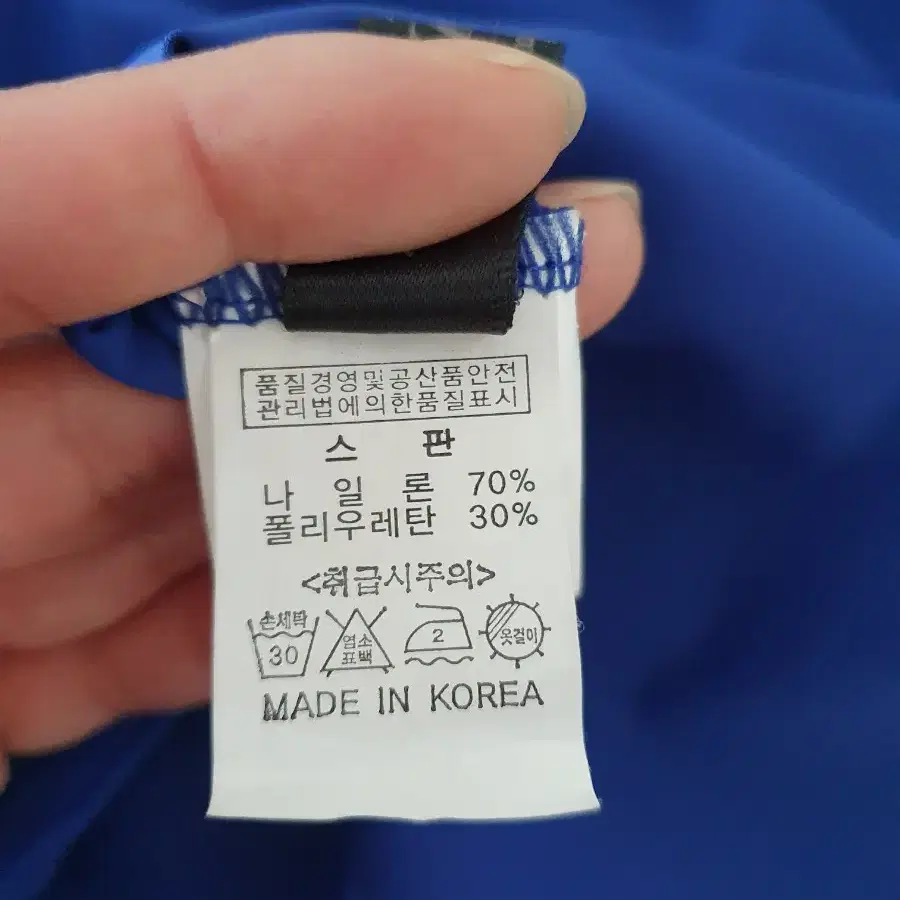 품질경영및공산품안전
관리법에의한품질표시
스 판
나 일 론 70%
폴리우레탄 30%
<취급시주의>
손세탁
30
염소
표백
2
옷걸이
MADE IN KOREA